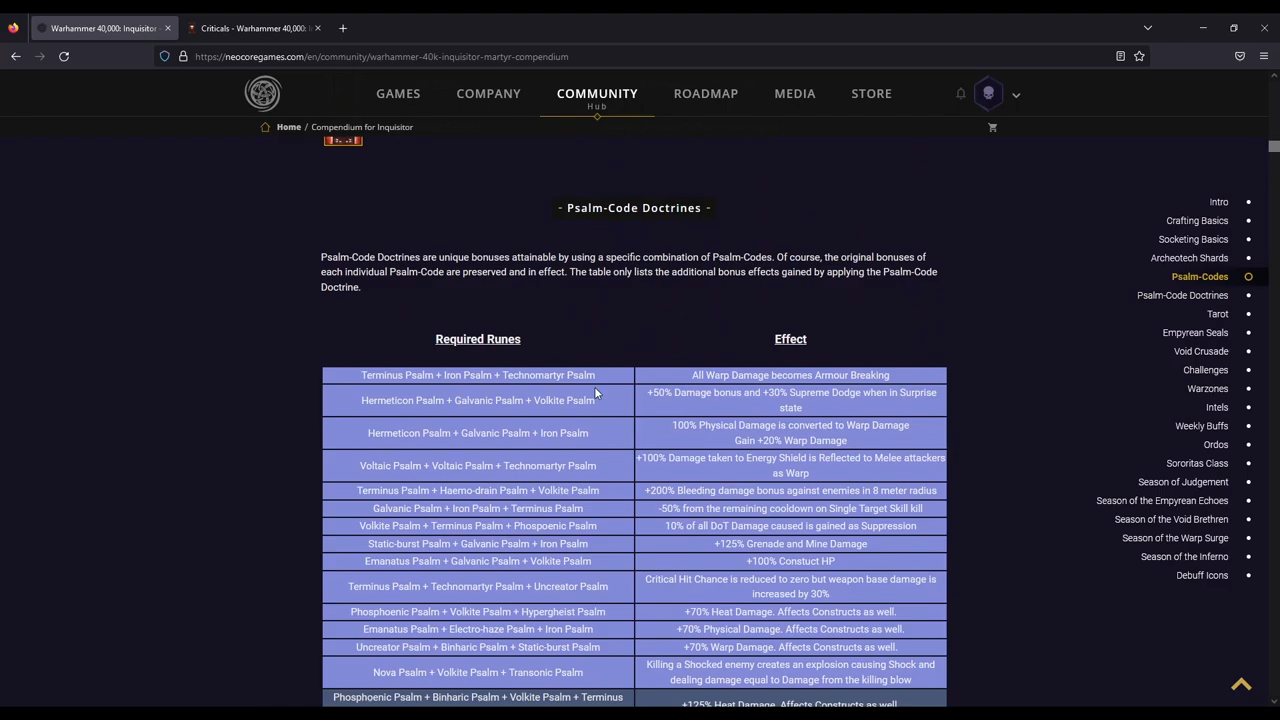 Warhammer 40,000: Inquisitor
Criticals - Warhammer 40,000: I
https://neocoregames.com/en/community/warhammer-40k-inquisitor-martyr-compendium
GAMES
COMPANY
COMMUNITY
Hub
ROADMAP
MEDIA
STORE
Home / Compendium for Inquisitor
- Psalm-Code Doctrines -
Psalm-Code Doctrines are unique bonuses attainable by using a specific combination of Psalm-Codes. Of course, the original bonuses of
each individual Psalm-Code are preserved and in effect. The table only lists the additional bonus effects gained by applying the Psalm-Code
Doctrine.
Required Runes
Effect
Terminus Psalm + Iron Psalm + Technomartyr Psalm
All Warp Damage becomes Armour Breaking
Hermeticon Psalm + Galvanic Psalm + Volkite Psalm
+50% Damage bonus and +30% Supreme Dodge when in Surprise
state
Hermeticon Psalm + Galvanic Psalm + Iron Psalm
100% Physical Damage is converted to Warp Damage
Gain +20% Warp Damage
Voltaic Psalm + Voltaic Psalm + Technomartyr Psalm
+100% Damage taken to Energy Shield is Reflected to Melee attackers
as Warp
Terminus Psalm + Haemo-drain Psalm + Volkite Psalm
+200% Bleeding damage bonus against enemies in 8 meter radius
Galvanic Psalm + Iron Psalm + Terminus Psalm
-50% from the remaining cooldown on Single Target Skill kill
Volkite Psalm + Terminus Psalm + Phospoenic Psalm
10% of all DoT Damage caused is gained as Suppression
Static-burst Psalm + Galvanic Psalm + Iron Psalm
+125% Grenade and Mine Damage
Emanatus Psalm + Galvanic Psalm + Volkite Psalm
+100% Constuct HP
Terminus Psalm + Technomartyr Psalm + Uncreator Psalm
Critical Hit Chance is reduced to zero but weapon base damage is
increased by 30%
Phosphoenic Psalm + Volkite Psalm + Hypergheist Psalm
+70% Heat Damage. Affects Constructs as well.
Emanatus Psalm + Electro-haze Psalm + Iron Psalm
+70% Physical Damage. Affects Constructs as well.
Uncreator Psalm + Binharic Psalm + Static-burst Psalm
+70% Warp Damage. Affects Constructs as well.
Nova Psalm + Volkite Psalm + Transonic Psalm
Killing a Shocked enemy creates an explosion causing Shock and
dealing damage equal to Damage from the killing blow
Phosphoenic Psalm + Binharic Psalm + Volkite Psalm + Terminus
+125% Heat Damage. Affects Constructs as well.
Intro
Crafting Basics
Socketing Basics
Archeotech Shards
Psalm-Codes
Psalm-Code Doctrines
Tarot
Empyrean Seals
Void Crusade
Challenges
Warzones
Intels
Weekly Buffs
Ordos
Sororitas Class
Season of Judgement
Season of the Empyrean Echoes
Season of the Void Brethren
Season of the Warp Surge
Season of the Inferno
Debuff Icons